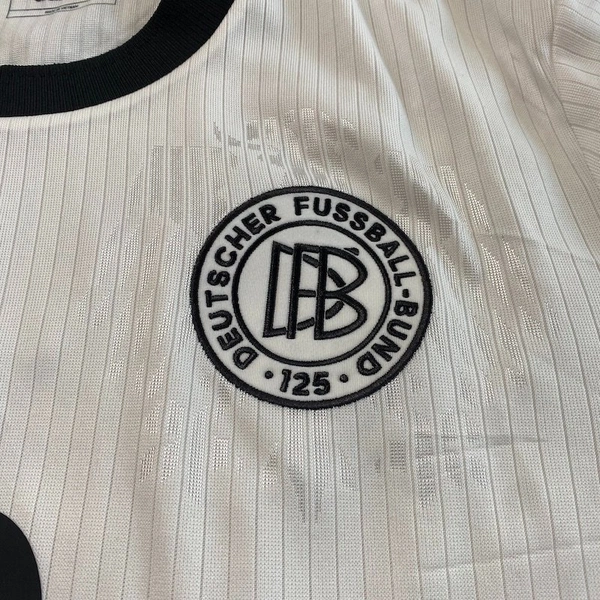 DEUTSCHER FUSSBALL-BUND
DFB
· 125 ·